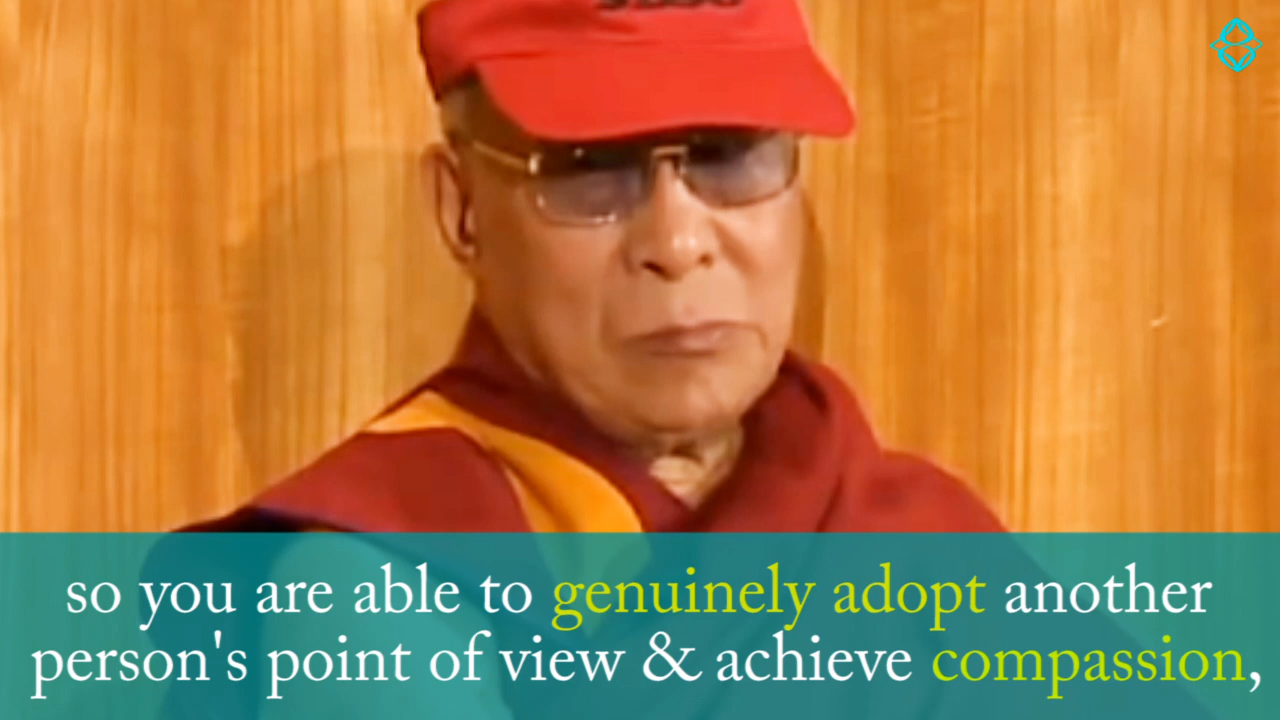 so you are able to genuinely adopt another
person's point of view & achieve compassion,